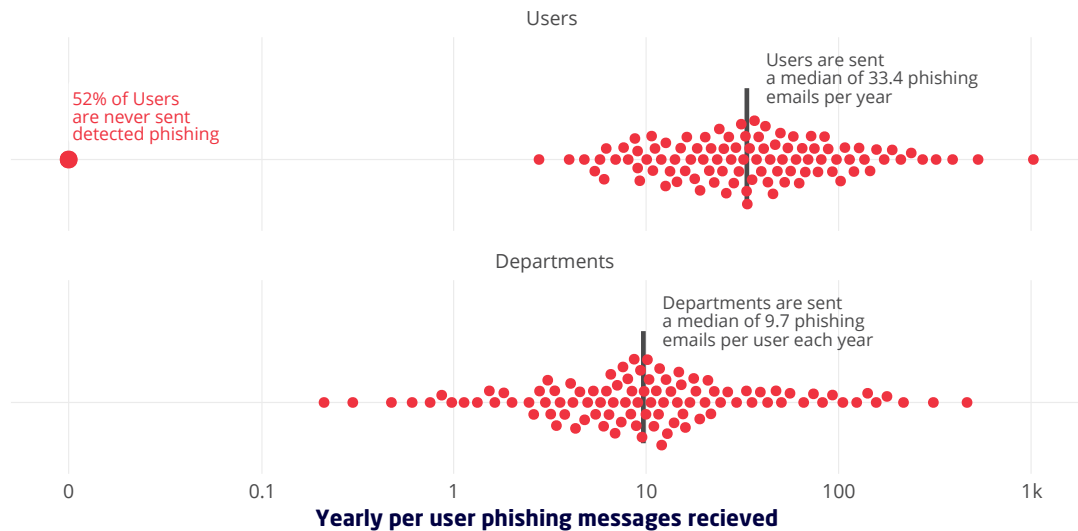 Users
52% of Users
are never sent
detected phishing
Users are sent
a median of 33.4 phishing
emails per year
Departments
Departments are sent
a median of 9.7 phishing
emails per user each year
0 0.1 1 10 100 1k
Yearly per user phishing messages recieved